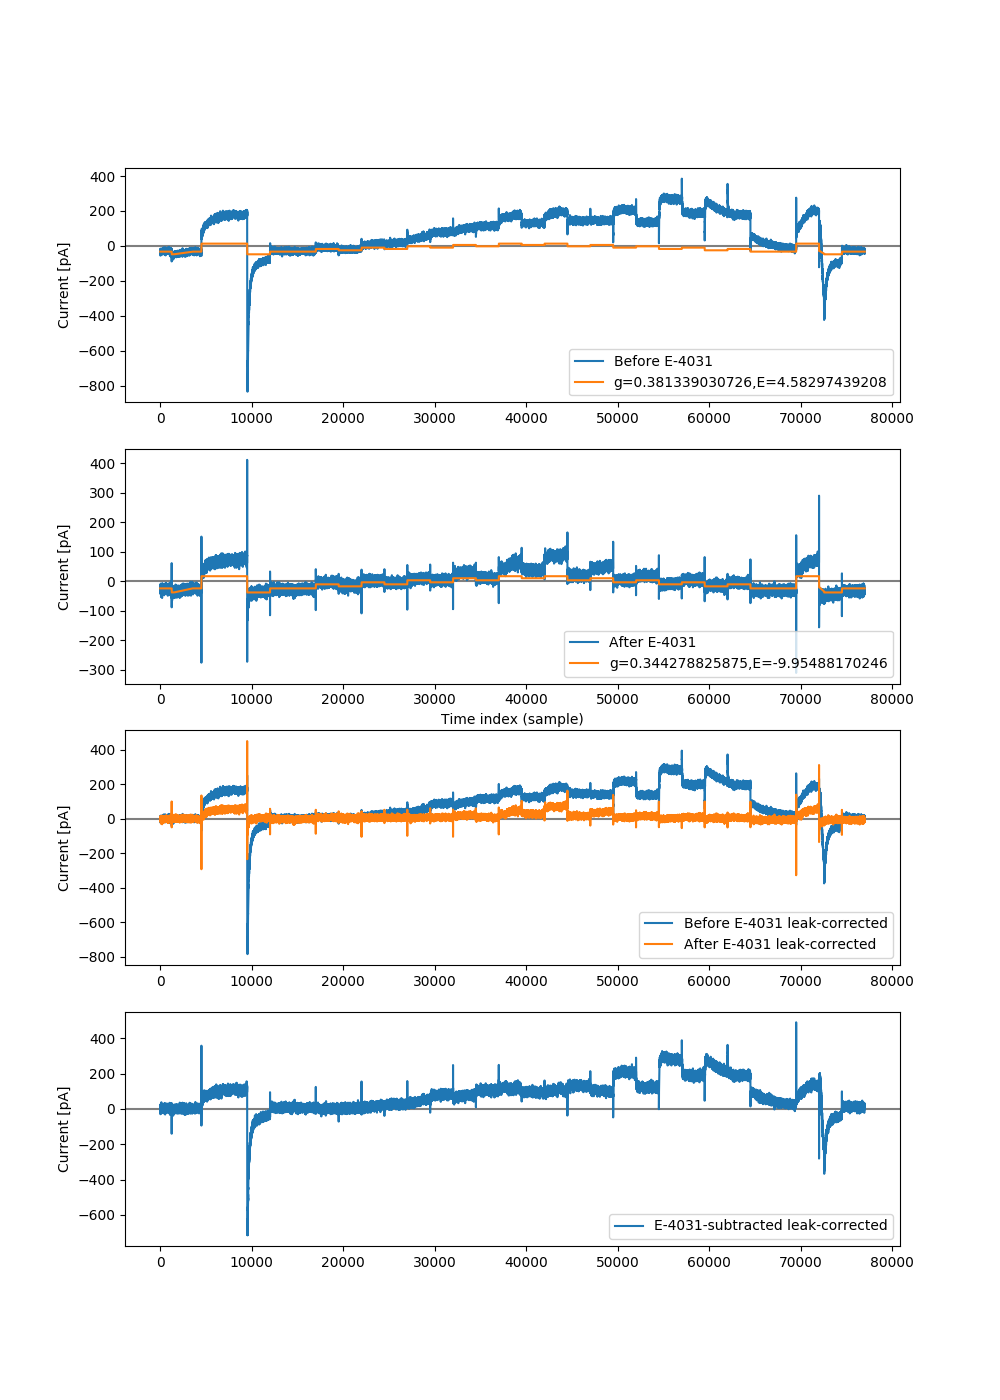 400
200
0
−200
−400
−600
−800
Current [pA]
Before E-4031
g=0.381339030726,E=4.58297439208
0 10000 20000 30000 40000 50000 60000 70000 80000
400
300
200
100
0
−100
−200
−300
Current [pA]
After E-4031
g=0.344278825875,E=-9.95488170246
0 10000 20000 30000 40000 50000 60000 70000 80000
Time index (sample)
400
200
0
−200
−400
−600
−800
Current [pA]
Before E-4031 leak-corrected
After E-4031 leak-corrected
0 10000 20000 30000 40000 50000 60000 70000 80000
400
200
0
−200
−400
−600
Current [pA]
E-4031-subtracted leak-corrected
0 10000 20000 30000 40000 50000 60000 70000 80000